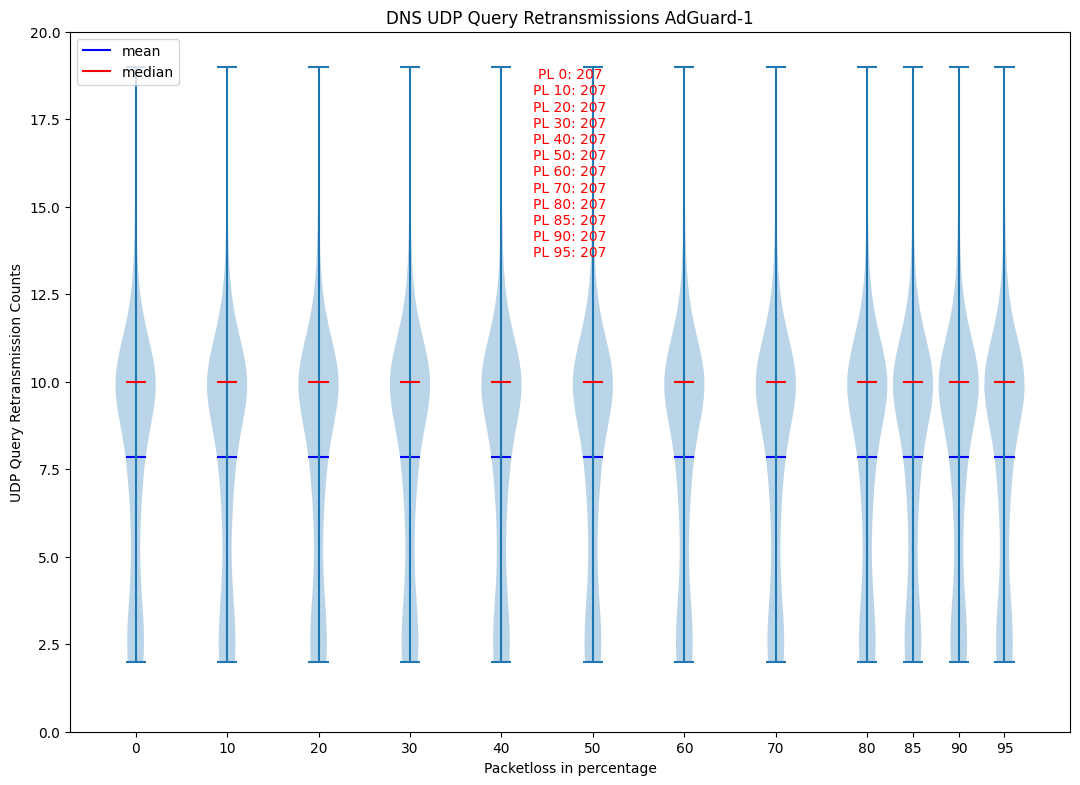 DNS UDP Query Retransmissions AdGuard-1
mean
median
PL 0: 207
PL 10: 207
PL 20: 207
PL 30: 207
PL 40: 207
PL 50: 207
PL 60: 207
PL 70: 207
PL 80: 207
PL 85: 207
PL 90: 207
PL 95: 207
UDP Query Retransmission Counts
20.0
17.5
15.0
12.5
10.0
7.5
5.0
2.5
0.0
0 10 20 30 40 50 60 70 80 85 90 95
Packetloss in percentage